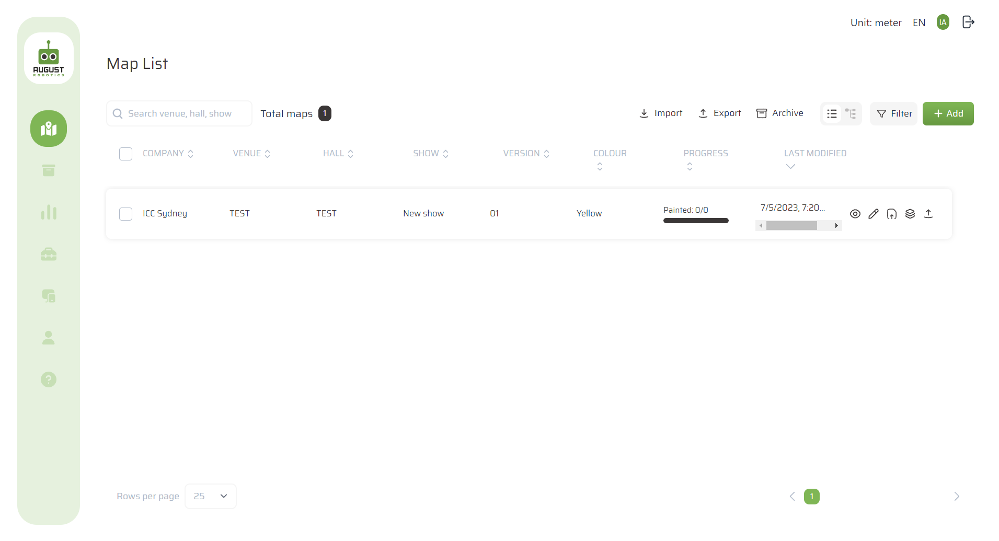 Unit: meter EN IA
AUGUST
ROBOTICS
Map List
Search venue, hall, show Total maps 1 Import Export Archive Filter + Add
COMPANY VENUE HALL SHOW VERSION COLOUR PROGRESS LAST MODIFIED
ICC Sydney TEST TEST New show 01 Yellow Painted: 0/0 7/5/2023, 7:20...
?
Rows per page 25 1